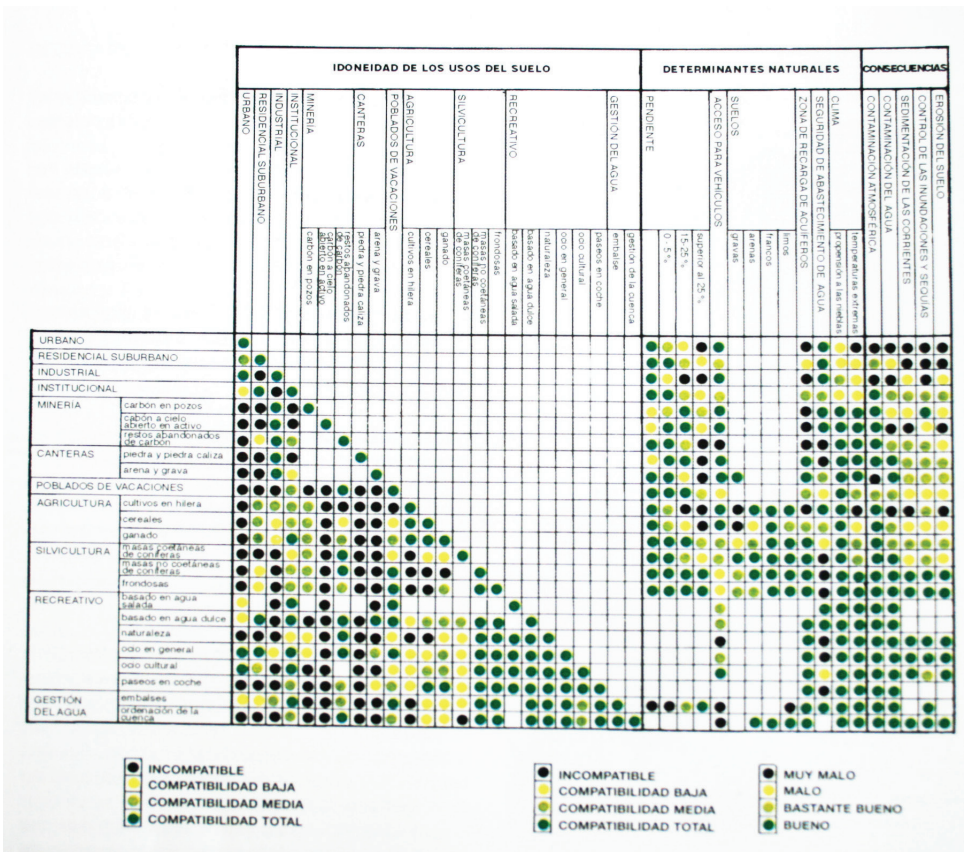 IDONEIDAD DE LOS USOS DEL SUELO
DETERMINANTES NATURALES
CONSECUENCIAS
URBANO
RESIDENCIAL SUBURBANO
INDUSTRIAL
INSTITUCIONAL
MINERÍA
CANTERAS
POBLADOS DE VACACIONES
AGRICULTURA
SILVICULTURA
RECREATIVO
GESTIÓN DEL AGUA
PENDIENTE
ACCESO PARA VEHICULOS
SUELOS
ZONA DE RECARGA DE ACUIFEROS
SEGURIDAD DE ABASTECIMIENTO DE AGUA
CLIMA
CONTAMINACIÓN ATMOSFÉRICA
CONTAMINACIÓN DEL AGUA
SEDIMENTACIÓN DE LAS CORRIENTES
CONTROL DE LAS INUNDACIONES Y SEQUIAS
EROSIÓN DEL SUELO
carbón en pozos
carbón a cielo
abierto en activo
restos abandonados
de carbón
piedra y piedra caliza
arena y grava
cultivos en hilera
cereales
ganado
masas coetáneas
de coníferas
masas no coetáneas
de coníferas
frondosas
basado en agua salada
basado en agua dulce
naturaleza
ocio en general
ocio cultural
paseos en coche
embalse
gestión de la cuenca
0-5%
15-25%
superior al 25%
gravas
arenas
francos
limos
propensión a las nieblas
temperaturas extremas
URBANO
RESIDENCIAL SUBURBANO
INDUSTRIAL
INSTITUCIONAL
MINERÍA
carbón en pozos
cabón a cielo
abierto en activo
restos abandonados
de carbón
CANTERAS
piedra y piedra caliza
arena y grava
POBLADOS DE VACACIONES
AGRICULTURA
cultivos en hilera
cereales
ganado
SILVICULTURA
masas coetáneas
de coníferas
masas no coetáneas
de coníferas
frondosas
RECREATIVO
basado en agua
salada
basado en agua dulce
naturaleza
ocio en general
ocio cultural
paseos en coche
GESTIÓN
DEL AGUA
embalses
ordenación de la
cuenca
INCOMPATIBLE
COMPATIBILIDAD BAJA
COMPATIBILIDAD MEDIA
COMPATIBILIDAD TOTAL
INCOMPATIBLE
COMPATIBILIDAD BAJA
COMPATIBILIDAD MEDIA
COMPATIBILIDAD TOTAL
MUY MALO
MALO
BASTANTE BUENO
BUENO